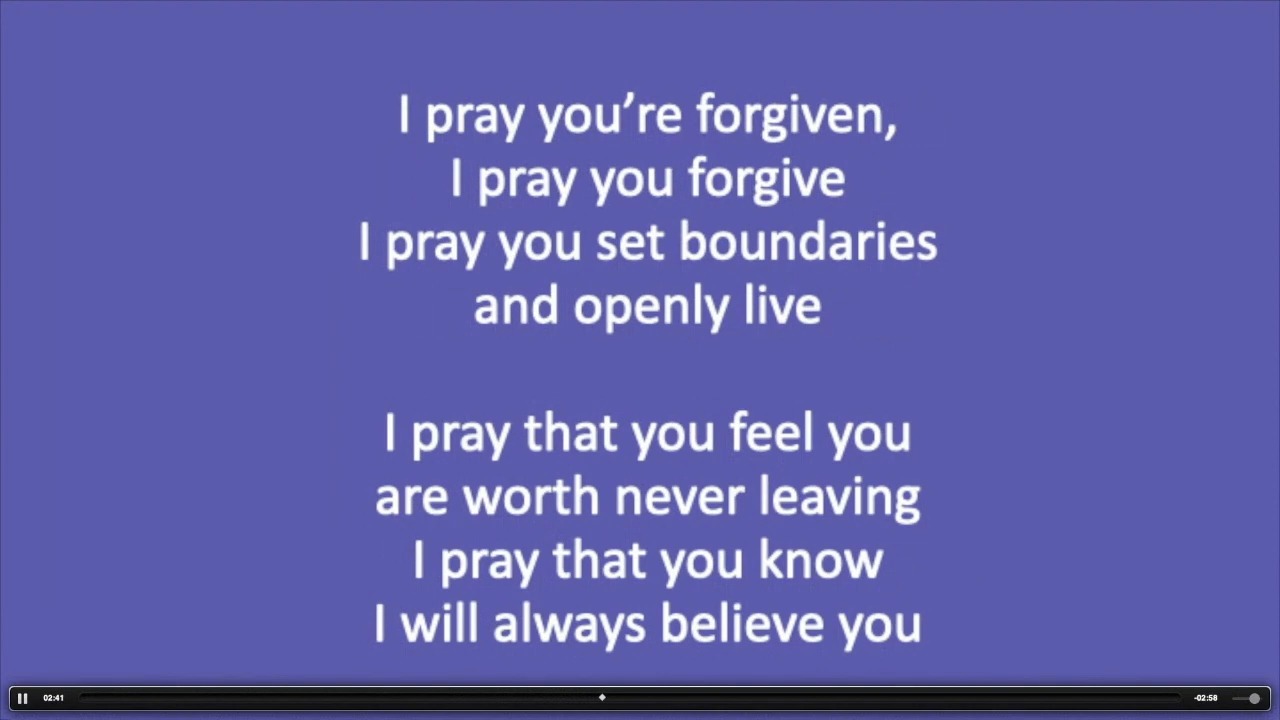 I pray you’re forgiven,
I pray you forgive
I pray you set boundaries
and openly live
I pray that you feel you
are worth never leaving
I pray that you know
I will always believe you
02:41
-02:58